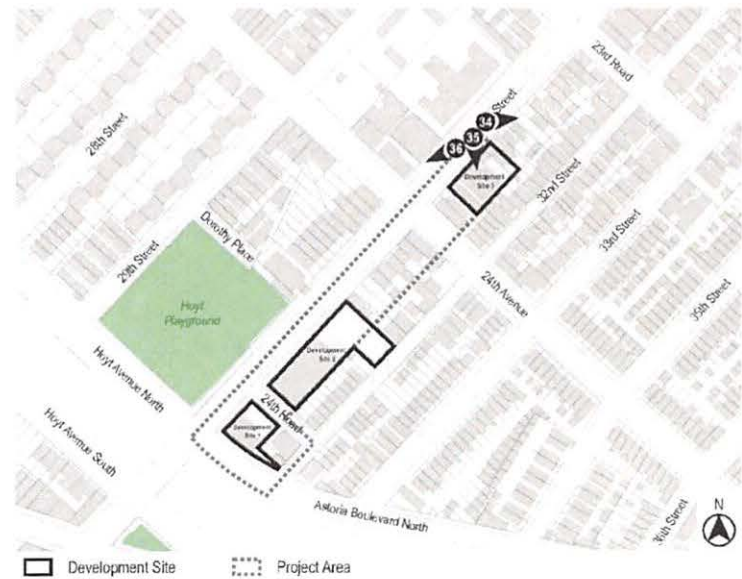 23rd Road
Street
34
35
36
28th Street
Development
Site 3
32nd Street
Dorothy Place
33rd Street
29th Street
24th Avenue
35th Street
Hoyt
Playground
Hoyt Avenue North
Development
Site 2
24th Road
Hoyt Avenue South
Development
Site 1
Astoria Boulevard North
36th Street
N
Development Site
Project Area